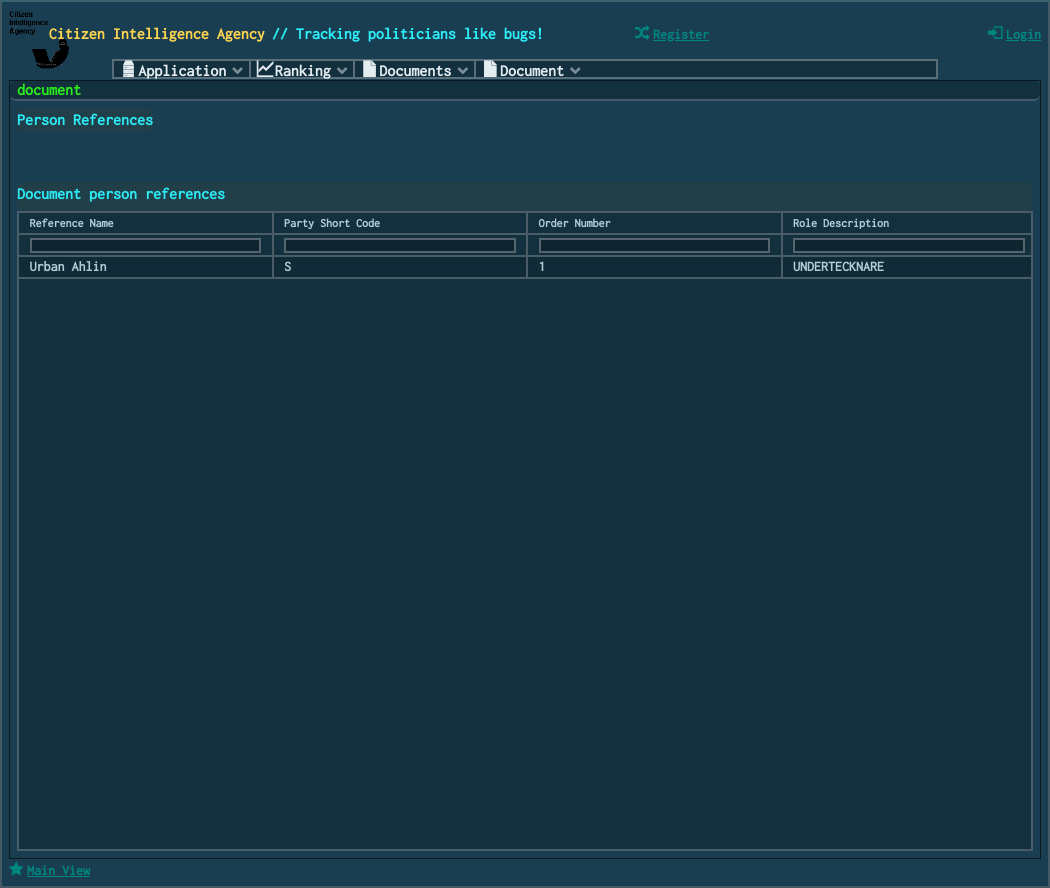 Citizen
Intelligence
Agency
Citizen Intelligence Agency // Tracking politicians like bugs!
Register
Login
Application
Ranking
Documents
Document
document
Person References
Document person references
Reference Name
Party Short Code
Order Number
Role Description
Urban Ahlin
S
1
UNDERTECKNARE
Main View